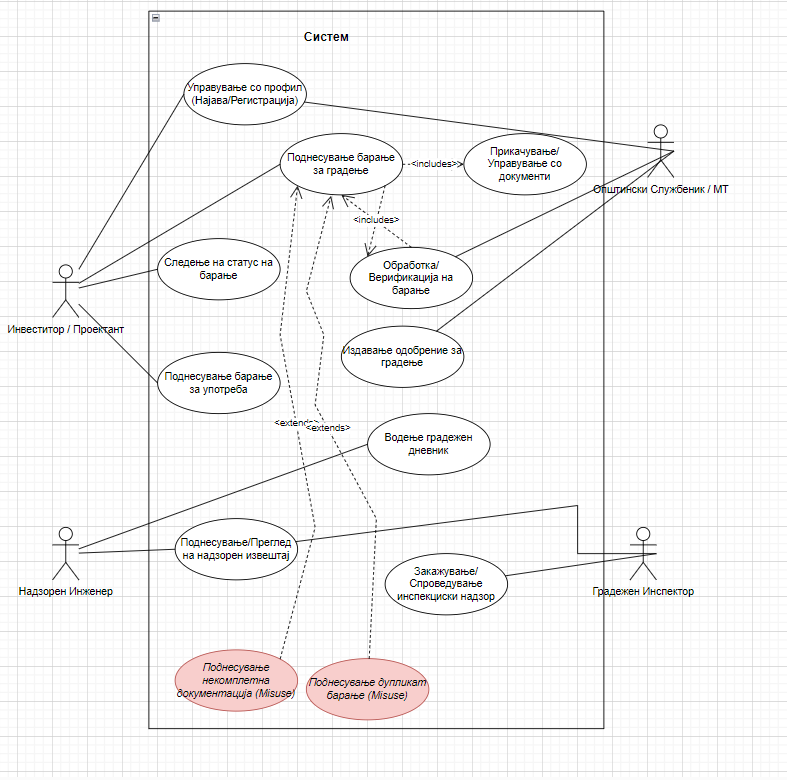 Систем
Управување со профил
(Најава/Регистрација)
Поднесување барање
за градење
<includes>
Прикачување/
Управување со
документи
Општински Службеник / МТ
<includes>
Следење на статус на
барање
Обработка/
Верификација на
барање
Инвеститор / Проектант
Издавање одобрение за
градење
Поднесување барање
за употреба
<extends>
<extends>
Водење градежен
дневник
Поднесување/Преглед
на надзорен извештај
Надзорен Инженер
Закажување/
Спроведување
инспекциски надзор
Градежен Инспектор
Поднесување
некомплетна
документација (Misuse)
Поднесување дупликат
барање (Misuse)